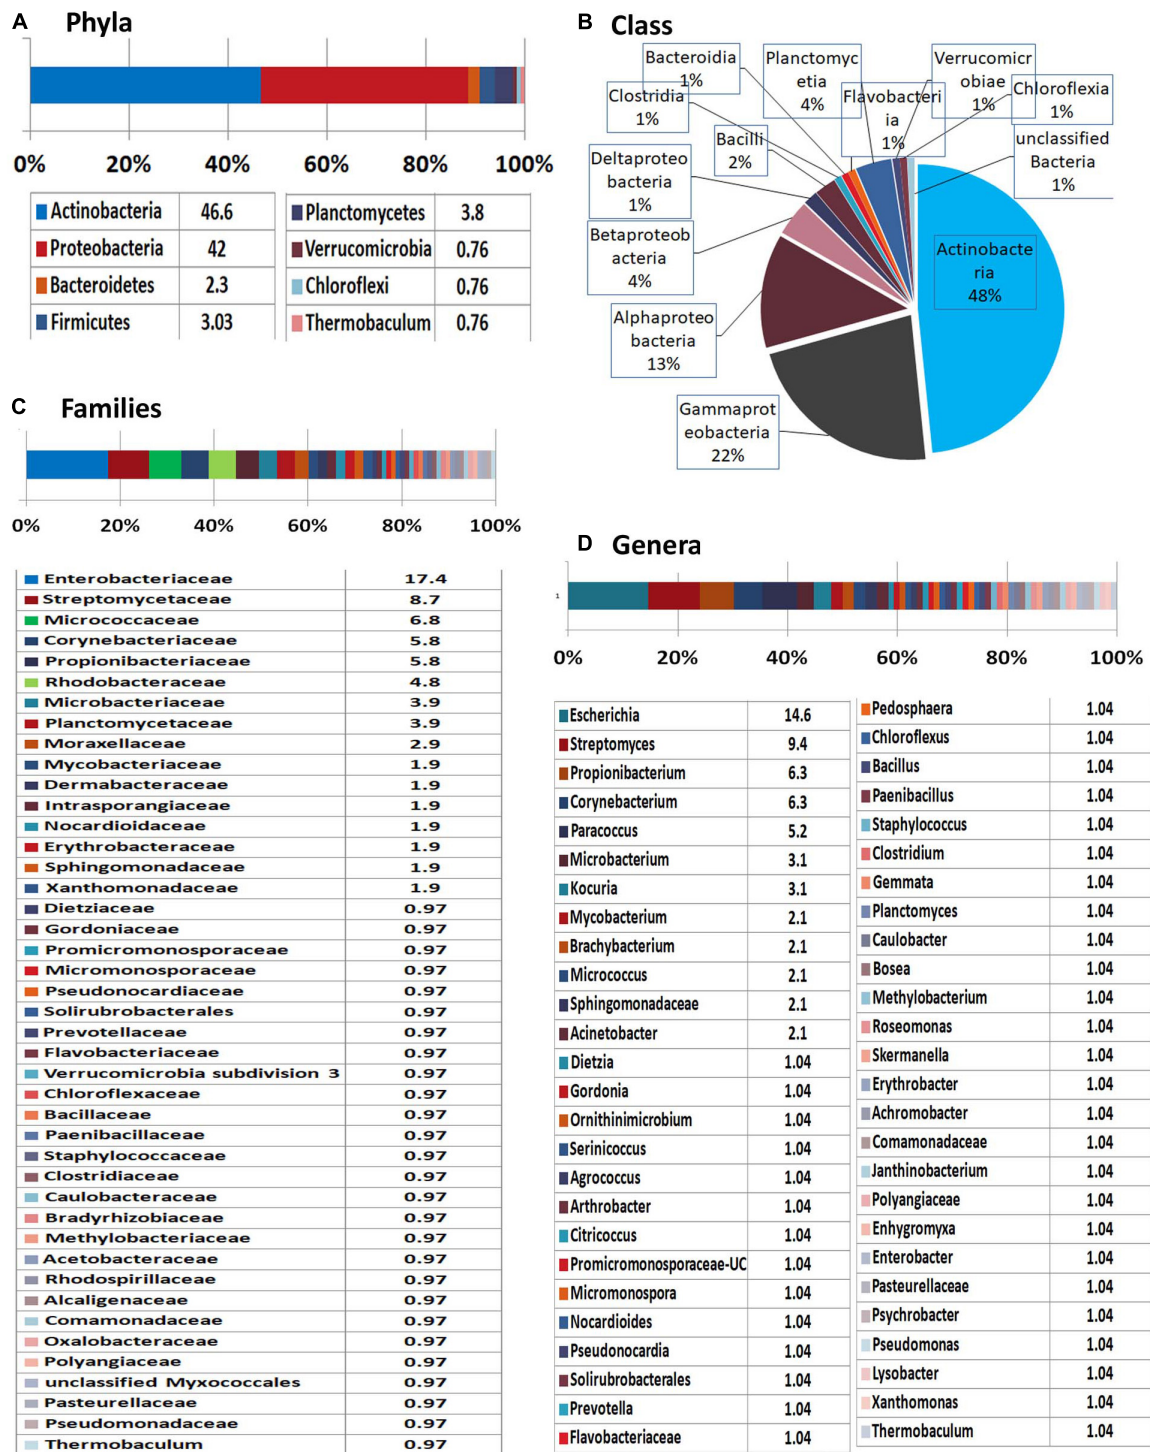 A Phyla
0% 20% 40% 60% 80% 100%
Actinobacteria 46.6 Planctomycetes 3.8
Proteobacteria 42 Verrucomicrobia 0.76
Bacteroidetes 2.3 Chloroflexi 0.76
Firmicutes 3.03 Thermobaculum 0.76
B Class
Bacteroidia
1%
Planctomyc
etia
4%
Verrucomicr
obiae
1%
Chloroflexia
1%
Clostridia
1%
Flavobacteri
ia
1%
Bacilli
2%
unclassified
Bacteria
1%
Deltaproteo
bacteria
1%
Betaproteob
acteria
4%
Actinobacte
ria
48%
Alphaproteo
bacteria
13%
Gammaprot
eobacteria
22%
C Families
0% 20% 40% 60% 80% 100%
Enterobacteriaceae 17.4
Streptomycetaceae 8.7
Micrococcaceae 6.8
Corynebacteriaceae 5.8
Propionibacteriaceae 5.8
Rhodobacteraceae 4.8
Microbacteriaceae 3.9
Planctomycetaceae 3.9
Moraxellaceae 2.9
Mycobacteriaceae 1.9
Dermabacteraceae 1.9
Intrasporangiaceae 1.9
Nocardioidaceae 1.9
Erythrobacteraceae 1.9
Sphingomonadaceae 1.9
Xanthomonadaceae 1.9
Dietziaceae 0.97
Gordoniaceae 0.97
Promicromonosporaceae 0.97
Micromonosporaceae 0.97
Pseudonocardiaceae 0.97
Solirubrobacterales 0.97
Prevotellaceae 0.97
Flavobacteriaceae 0.97
Verrucomicrobia subdivision 3 0.97
Chloroflexaceae 0.97
Bacillaceae 0.97
Paenibacillaceae 0.97
Staphylococcaceae 0.97
Clostridiaceae 0.97
Caulobacteraceae 0.97
Bradyrhizobiaceae 0.97
Methylobacteriaceae 0.97
Acetobacteraceae 0.97
Rhodospirillaceae 0.97
Alcaligenaceae 0.97
Comamonadaceae 0.97
Oxalobacteraceae 0.97
Polyangiaceae 0.97
unclassified Myxococcales 0.97
Pasteurellaceae 0.97
Pseudomonadaceae 0.97
Thermobaculum 0.97
D Genera
1
0% 20% 40% 60% 80% 100%
Escherichia 14.6
Streptomyces 9.4
Propionibacterium 6.3
Corynebacterium 6.3
Paracoccus 5.2
Microbacterium 3.1
Kocuria 3.1
Mycobacterium 2.1
Brachybacterium 2.1
Micrococcus 2.1
Sphingomonadaceae 2.1
Acinetobacter 2.1
Dietzia 1.04
Gordonia 1.04
Ornithinimicrobium 1.04
Serinicoccus 1.04
Agrococcus 1.04
Arthrobacter 1.04
Citricoccus 1.04
Promicromonosporaceae-UC 1.04
Micromonospora 1.04
Nocardioides 1.04
Pseudonocardia 1.04
Solirubrobacterales 1.04
Prevotella 1.04
Flavobacteriaceae 1.04
Pedosphaera 1.04
Chloroflexus 1.04
Bacillus 1.04
Paenibacillus 1.04
Staphylococcus 1.04
Clostridium 1.04
Gemmata 1.04
Planctomyces 1.04
Caulobacter 1.04
Bosea 1.04
Methylobacterium 1.04
Roseomonas 1.04
Skermanella 1.04
Erythrobacter 1.04
Achromobacter 1.04
Comamonadaceae 1.04
Janthinobacterium 1.04
Polyangiaceae 1.04
Enhygromyxa 1.04
Enterobacter 1.04
Pasteurellaceae 1.04
Psychrobacter 1.04
Pseudomonas 1.04
Lysobacter 1.04
Xanthomonas 1.04
Thermobaculum 1.04